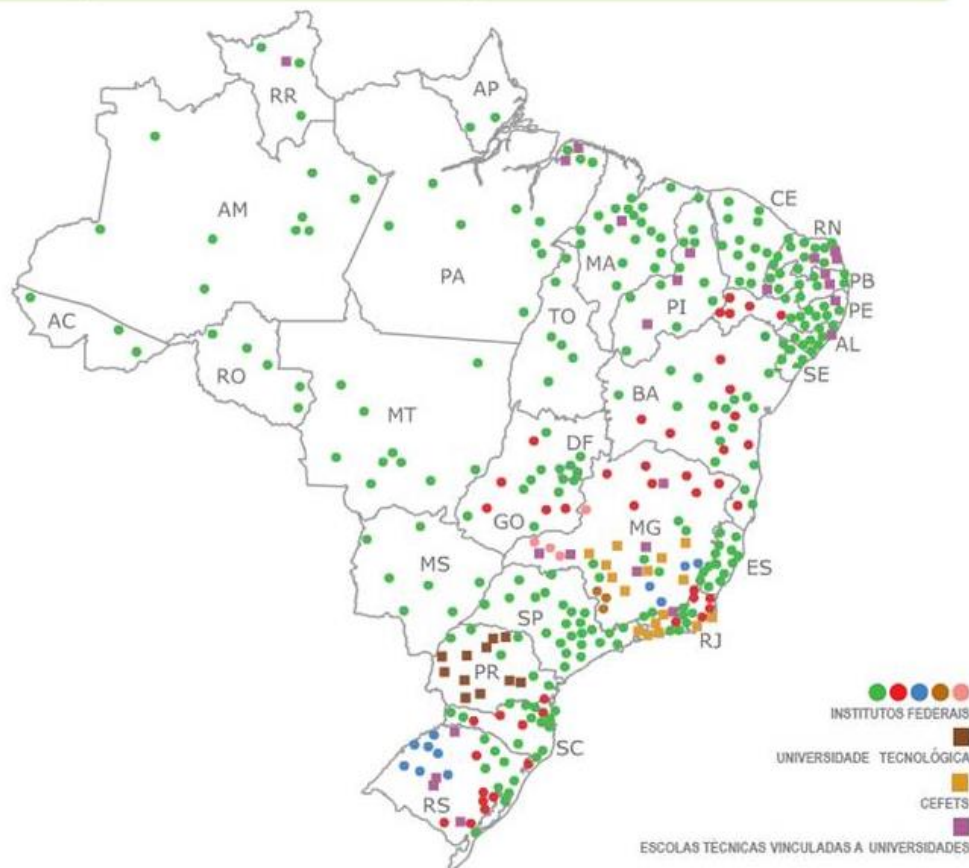 AP
RR
CE
AM
RN
MA
PB
PA
PI
PE
AC
TO
AL
RO
SE
BA
MT
DF
GO
MG
MS
ES
SP
RJ
PR
INSTITUTOS FEDERAIS
SC
UNIVERSIDADE TECNOLÓGICA
RS
CEFETS
ESCOLAS TÉCNICAS VINCULADAS A UNIVERSIDADES